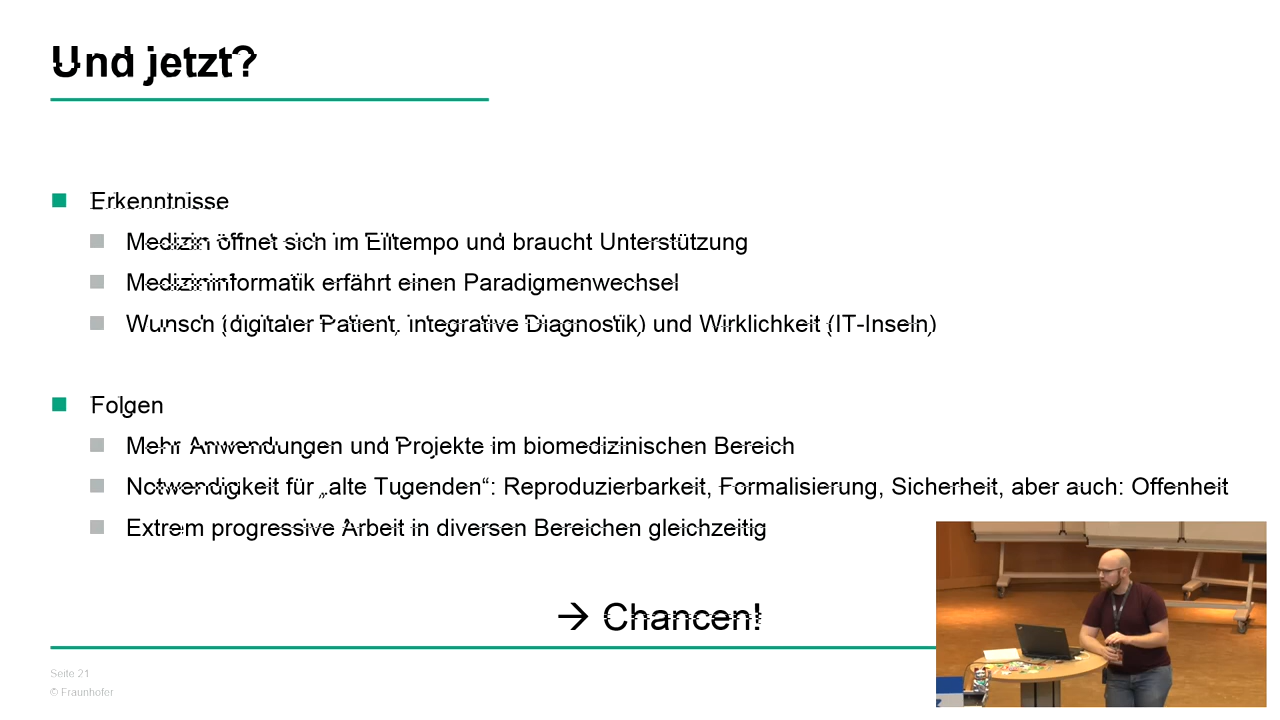 Und jetzt?
Erkenntnisse
Medizin öffnet sich im Eiltempo und braucht Unterstützung
Medizininformatik erfährt einen Paradigmenwechsel
Wunsch (digitaler Patient, integrative Diagnostik) und Wirklichkeit (IT-Inseln)
Folgen
Mehr Anwendungen und Projekte im biomedizinischen Bereich
Notwendigkeit für „alte Tugenden“: Reproduzierbarkeit, Formalisierung, Sicherheit, aber auch: Offenheit
Extrem progressive Arbeit in diversen Bereichen gleichzeitig
→ Chancen!
Seite 21
© Fraunhofer